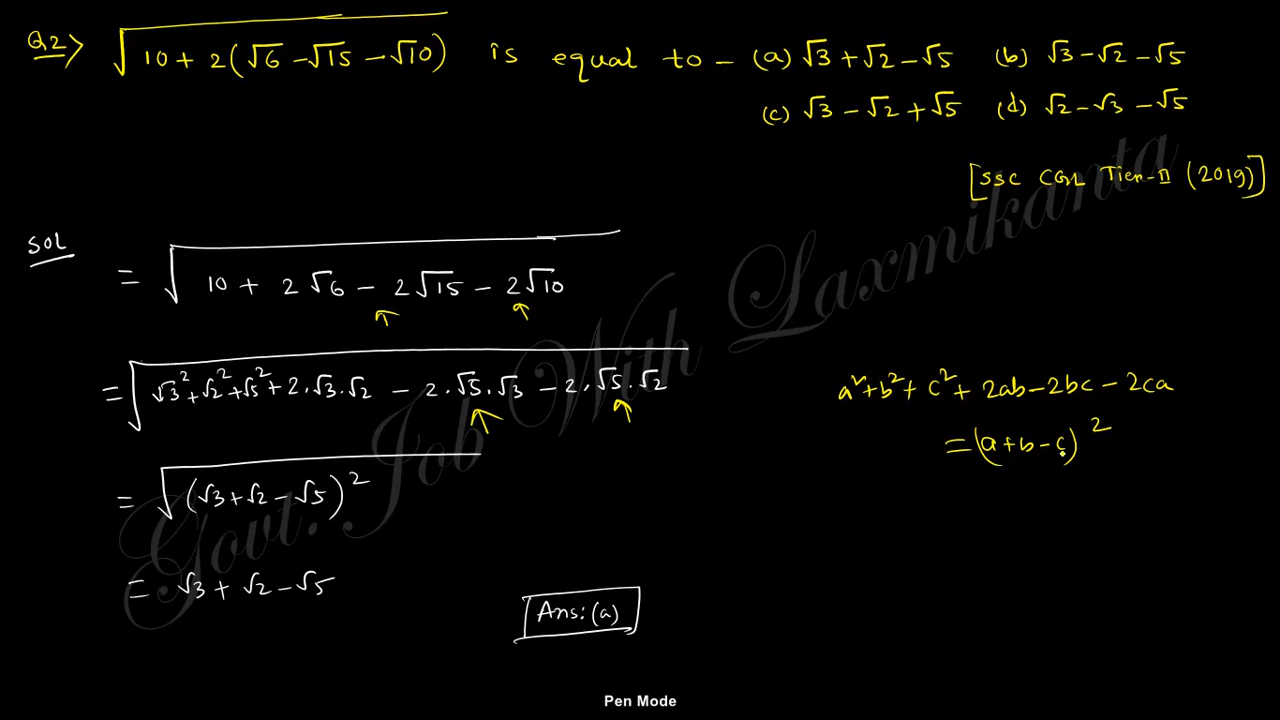 Q2> √(10 + 2(√6 - √15 - √10)) is equal to - (a) √3 + √2 - √5 (b) √3 - √2 - √5
(c) √3 - √2 + √5 (d) √2 - √3 - √5
[SSC CGL Tier-II (2019)]
SOL
= √(10 + 2√6 - 2√15 - 2√10)
= √(√3² + √2² + √5² + 2.√3.√2 - 2.√5.√3 - 2.√5.√2)
a² + b² + c² + 2ab - 2bc - 2ca
= (a + b - c)²
= √((√3 + √2 - √5)²)
= √3 + √2 - √5
Ans: (a)
Govt. Job With Laxmikanta
Pen Mode